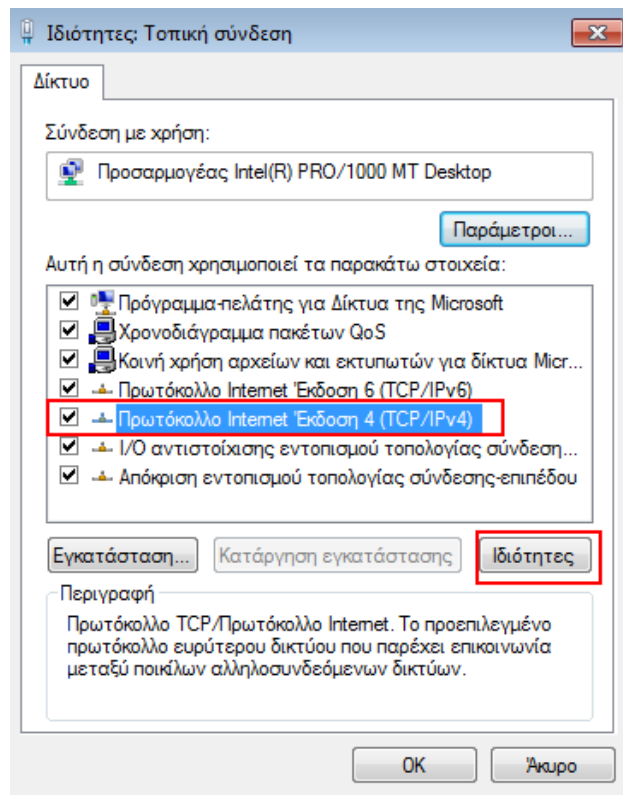 Ιδιότητες: Τοπική σύνδεση
Δίκτυο
Σύνδεση με χρήση:
Προσαρμογέας Intel(R) PRO/1000 MT Desktop
Παράμετροι...
Αυτή η σύνδεση χρησιμοποιεί τα παρακάτω στοιχεία:
Πρόγραμμα-πελάτης για Δίκτυα της Microsoft
Χρονοδιάγραμμα πακέτων QoS
Κοινή χρήση αρχείων και εκτυπωτών για δίκτυα Micr...
Πρωτόκολλο Internet Έκδοση 6 (TCP/IPv6)
Πρωτόκολλο Internet Έκδοση 4 (TCP/IPv4)
I/O αντιστοίχισης εντοπισμού τοπολογίας σύνδεση...
Απόκριση εντοπισμού τοπολογίας σύνδεσης-επιπέδου
Εγκατάσταση... Κατάργηση εγκατάστασης Ιδιότητες
Περιγραφή
Πρωτόκολλο TCP/Πρωτόκολλο Internet. Το προεπιλεγμένο
πρωτόκολλο ευρύτερου δικτύου που παρέχει επικοινωνία
μεταξύ ποικίλων αλληλοσυνδεόμενων δικτύων.
OK Άκυρο